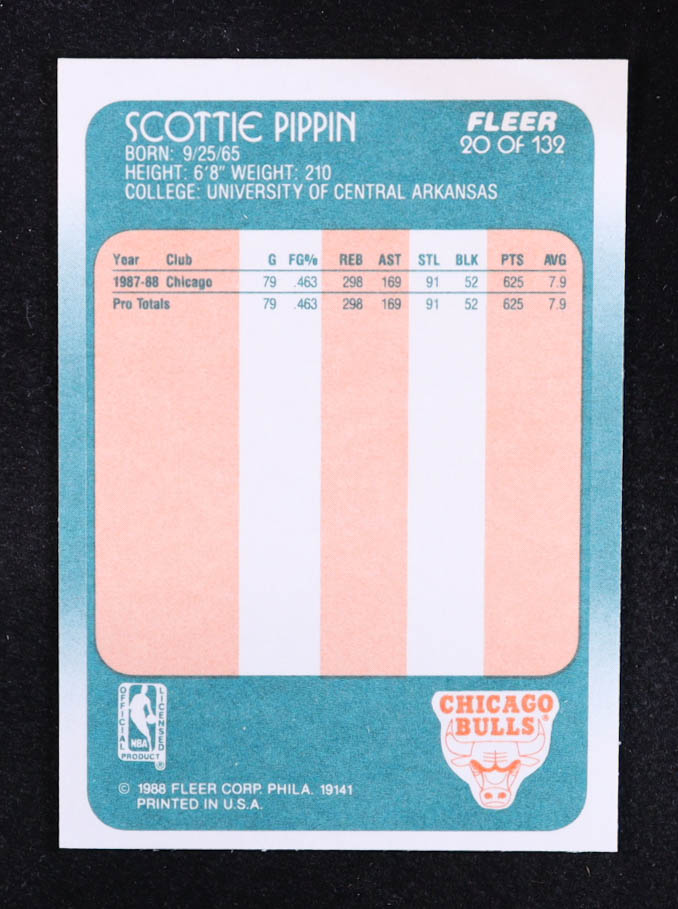 SCOTTIE PIPPIN
FLEER
20 OF 132
BORN: 9/25/65
HEIGHT: 6'8" WEIGHT: 210
COLLEGE: UNIVERSITY OF CENTRAL ARKANSAS
Year Club G FG% REB AST STL BLK PTS AVG
1987-88 Chicago 79 .463 298 169 91 52 625 7.9
Pro Totals 79 .463 298 169 91 52 625 7.9
OFFICIAL LICENSED
NBA
PRODUCT ®
CHICAGO
BULLS ®
© 1988 FLEER CORP. PHILA. 19141
PRINTED IN U.S.A.